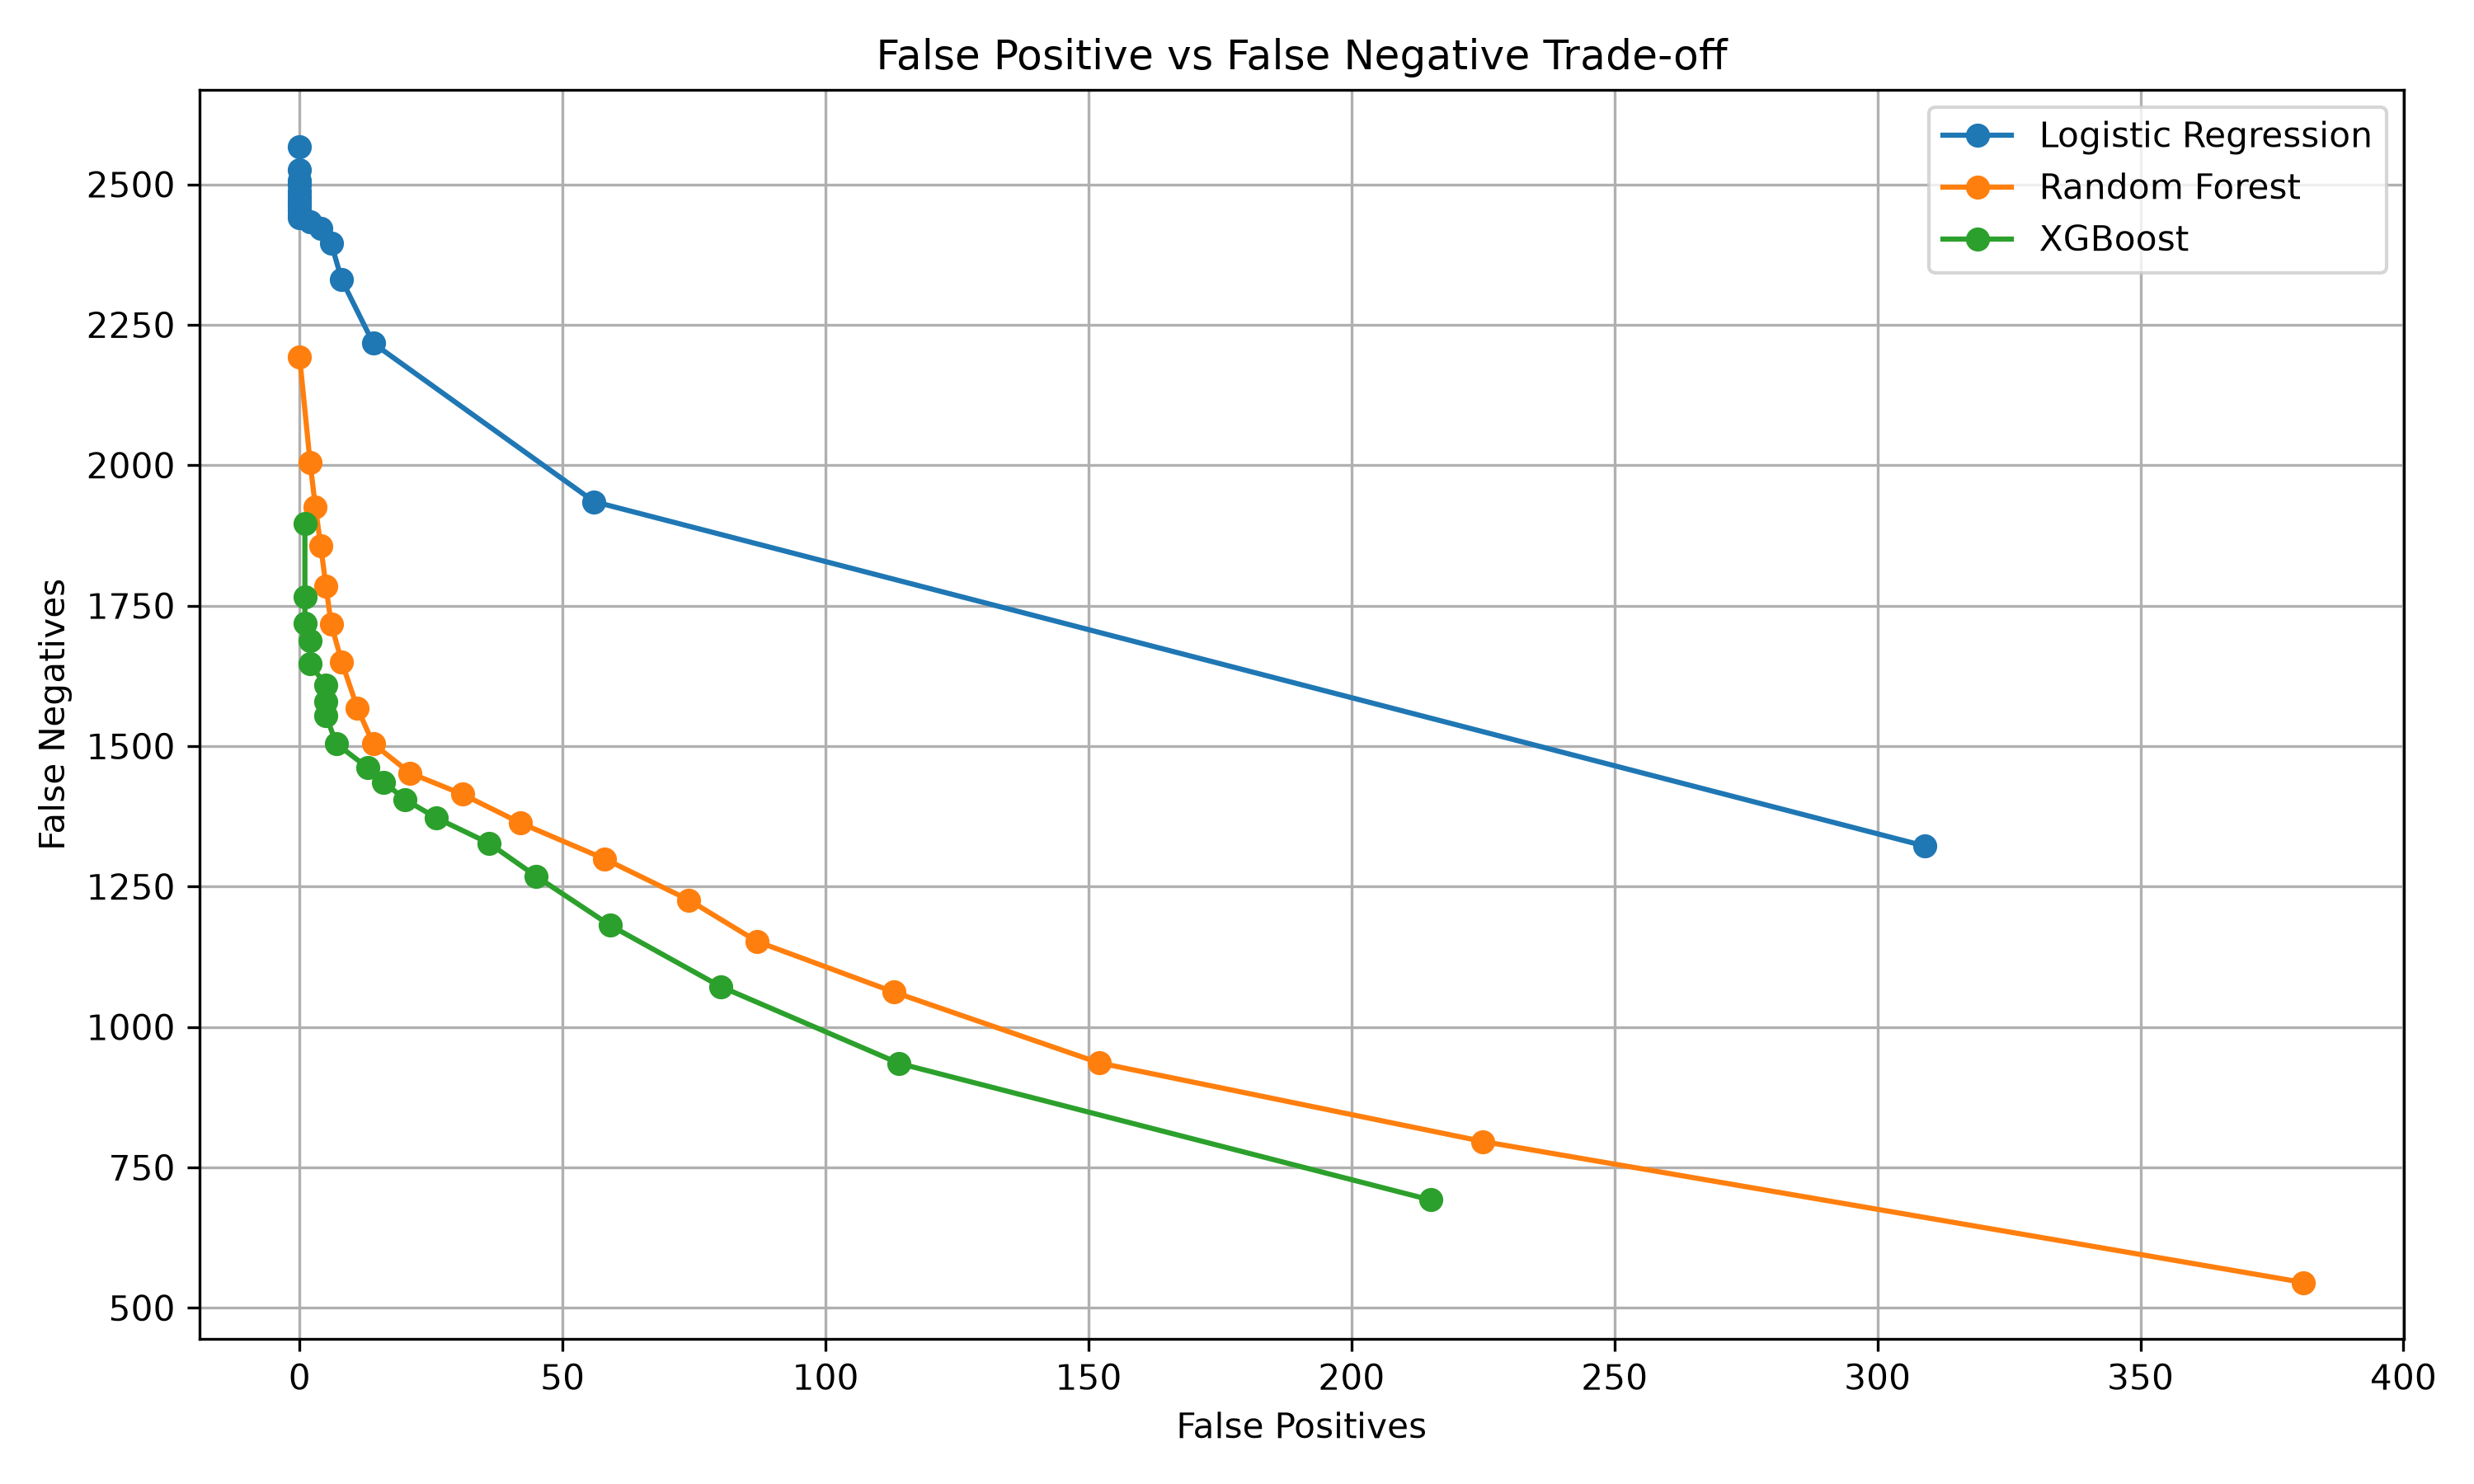 False Positive vs False Negative Trade-off
Logistic Regression
Random Forest
XGBoost
False Negatives
2500
2250
2000
1750
1500
1250
1000
750
500
0 50 100 150 200 250 300 350 400
False Positives